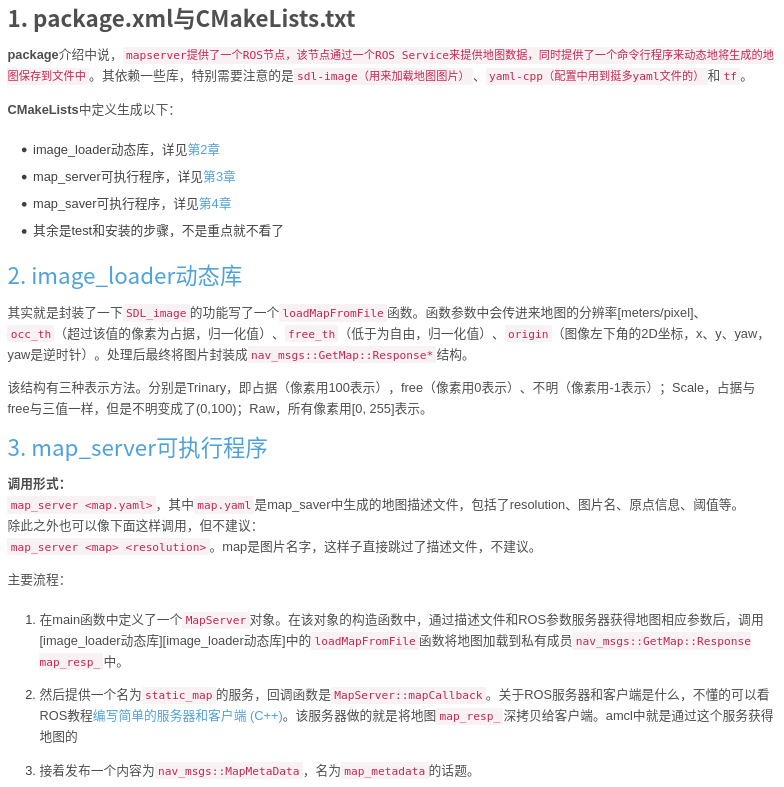 1. package.xml与CMakeLists.txt
package介绍中说，mapserver提供了一个ROS节点，该节点通过一个ROS Service来提供地图数据，同时提供了一个命令行程序来动态地将生成的地
图保存到文件中。其依赖一些库，特别需要注意的是sdl-image（用来加载地图图片）、yaml-cpp（配置中用到挺多yaml文件的）和tf。
CMakeLists中定义生成以下：
• image_loader动态库，详见第2章
• map_server可执行程序，详见第3章
• map_saver可执行程序，详见第4章
• 其余是test和安装的步骤，不是重点就不看了
2. image_loader动态库
其实就是封装了一下SDL_image的功能写了一个loadMapFromFile函数。函数参数中会传进来地图的分辨率[meters/pixel]、
occ_th（超过该值的像素为占据，归一化值）、free_th（低于为自由，归一化值）、origin（图像左下角的2D坐标，x、y、yaw，
yaw是逆时针）。处理后最终将图片封装成nav_msgs::GetMap::Response*结构。
该结构有三种表示方法。分别是Trinary，即占据（像素用100表示），free（像素用0表示）、不明（像素用-1表示）；Scale，占据与
free与三值一样，但是不明变成了(0,100)；Raw，所有像素用[0, 255]表示。
3. map_server可执行程序
调用形式：
map_server <map.yaml>，其中map.yaml是map_saver中生成的地图描述文件，包括了resolution、图片名、原点信息、阈值等。
除此之外也可以像下面这样调用，但不建议：
map_server <map> <resolution>。map是图片名字，这样子直接跳过了描述文件，不建议。
主要流程：
1. 在main函数中定义了一个MapServer对象。在该对象的构造函数中，通过描述文件和ROS参数服务器获得地图相应参数后，调用
[image_loader动态库][image_loader动态库]中的loadMapFromFile函数将地图加载到私有成员nav_msgs::GetMap::Response
map_resp_中。
2. 然后提供一个名为static_map的服务，回调函数是MapServer::mapCallback。关于ROS服务器和客户端是什么，不懂的可以看
ROS教程编写简单的服务器和客户端 (C++)。该服务器做的就是将地图map_resp_深拷贝给客户端。amcl中就是通过这个服务获得
地图的
3. 接着发布一个内容为nav_msgs::MapMetaData，名为map_metadata的话题。